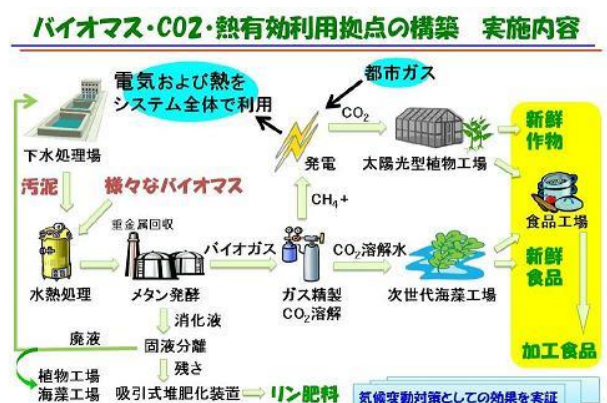 バイオマス・CO2・熱有効利用拠点の構築 実施内容
電気および熱を
システム全体で利用
都市ガス
CO₂
新鮮
作物
下水処理場
発電
太陽光型植物工場
汚泥
様々なバイオマス
CH₄+
食品工場
重金属回収
バイオガス
CO₂溶解水
新鮮
食品
水熱処理
メタン発酵
ガス精製
CO₂溶解
次世代海藻工場
消化液
廃液
固液分離
加工食品
残さ
植物工場
海藻工場
吸引式堆肥化装置
リン肥料
気候変動対策としての効果を実証